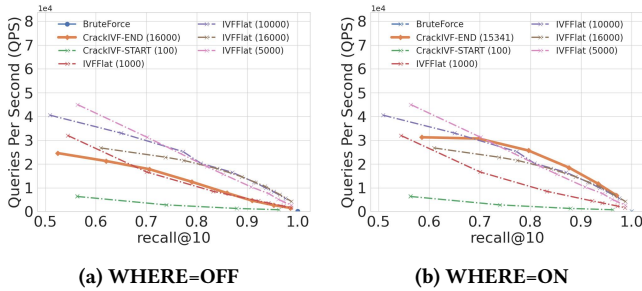 1e4
BruteForce
CrackIVF-END (16000)
CrackIVF-START (100)
IVFFlat (1000)
IVFFlat (10000)
IVFFlat (16000)
IVFFlat (5000)
Queries Per Second (QPS)
8
7
6
5
4
3
2
1
0
0.5 0.6 0.7 0.8 0.9 1.0
recall@10
(a) WHERE=OFF
1e4
BruteForce
CrackIVF-END (15341)
CrackIVF-START (100)
IVFFlat (1000)
IVFFlat (10000)
IVFFlat (16000)
IVFFlat (5000)
Queries Per Second (QPS)
8
7
6
5
4
3
2
1
0
0.5 0.6 0.7 0.8 0.9 1.0
recall@10
(b) WHERE=ON